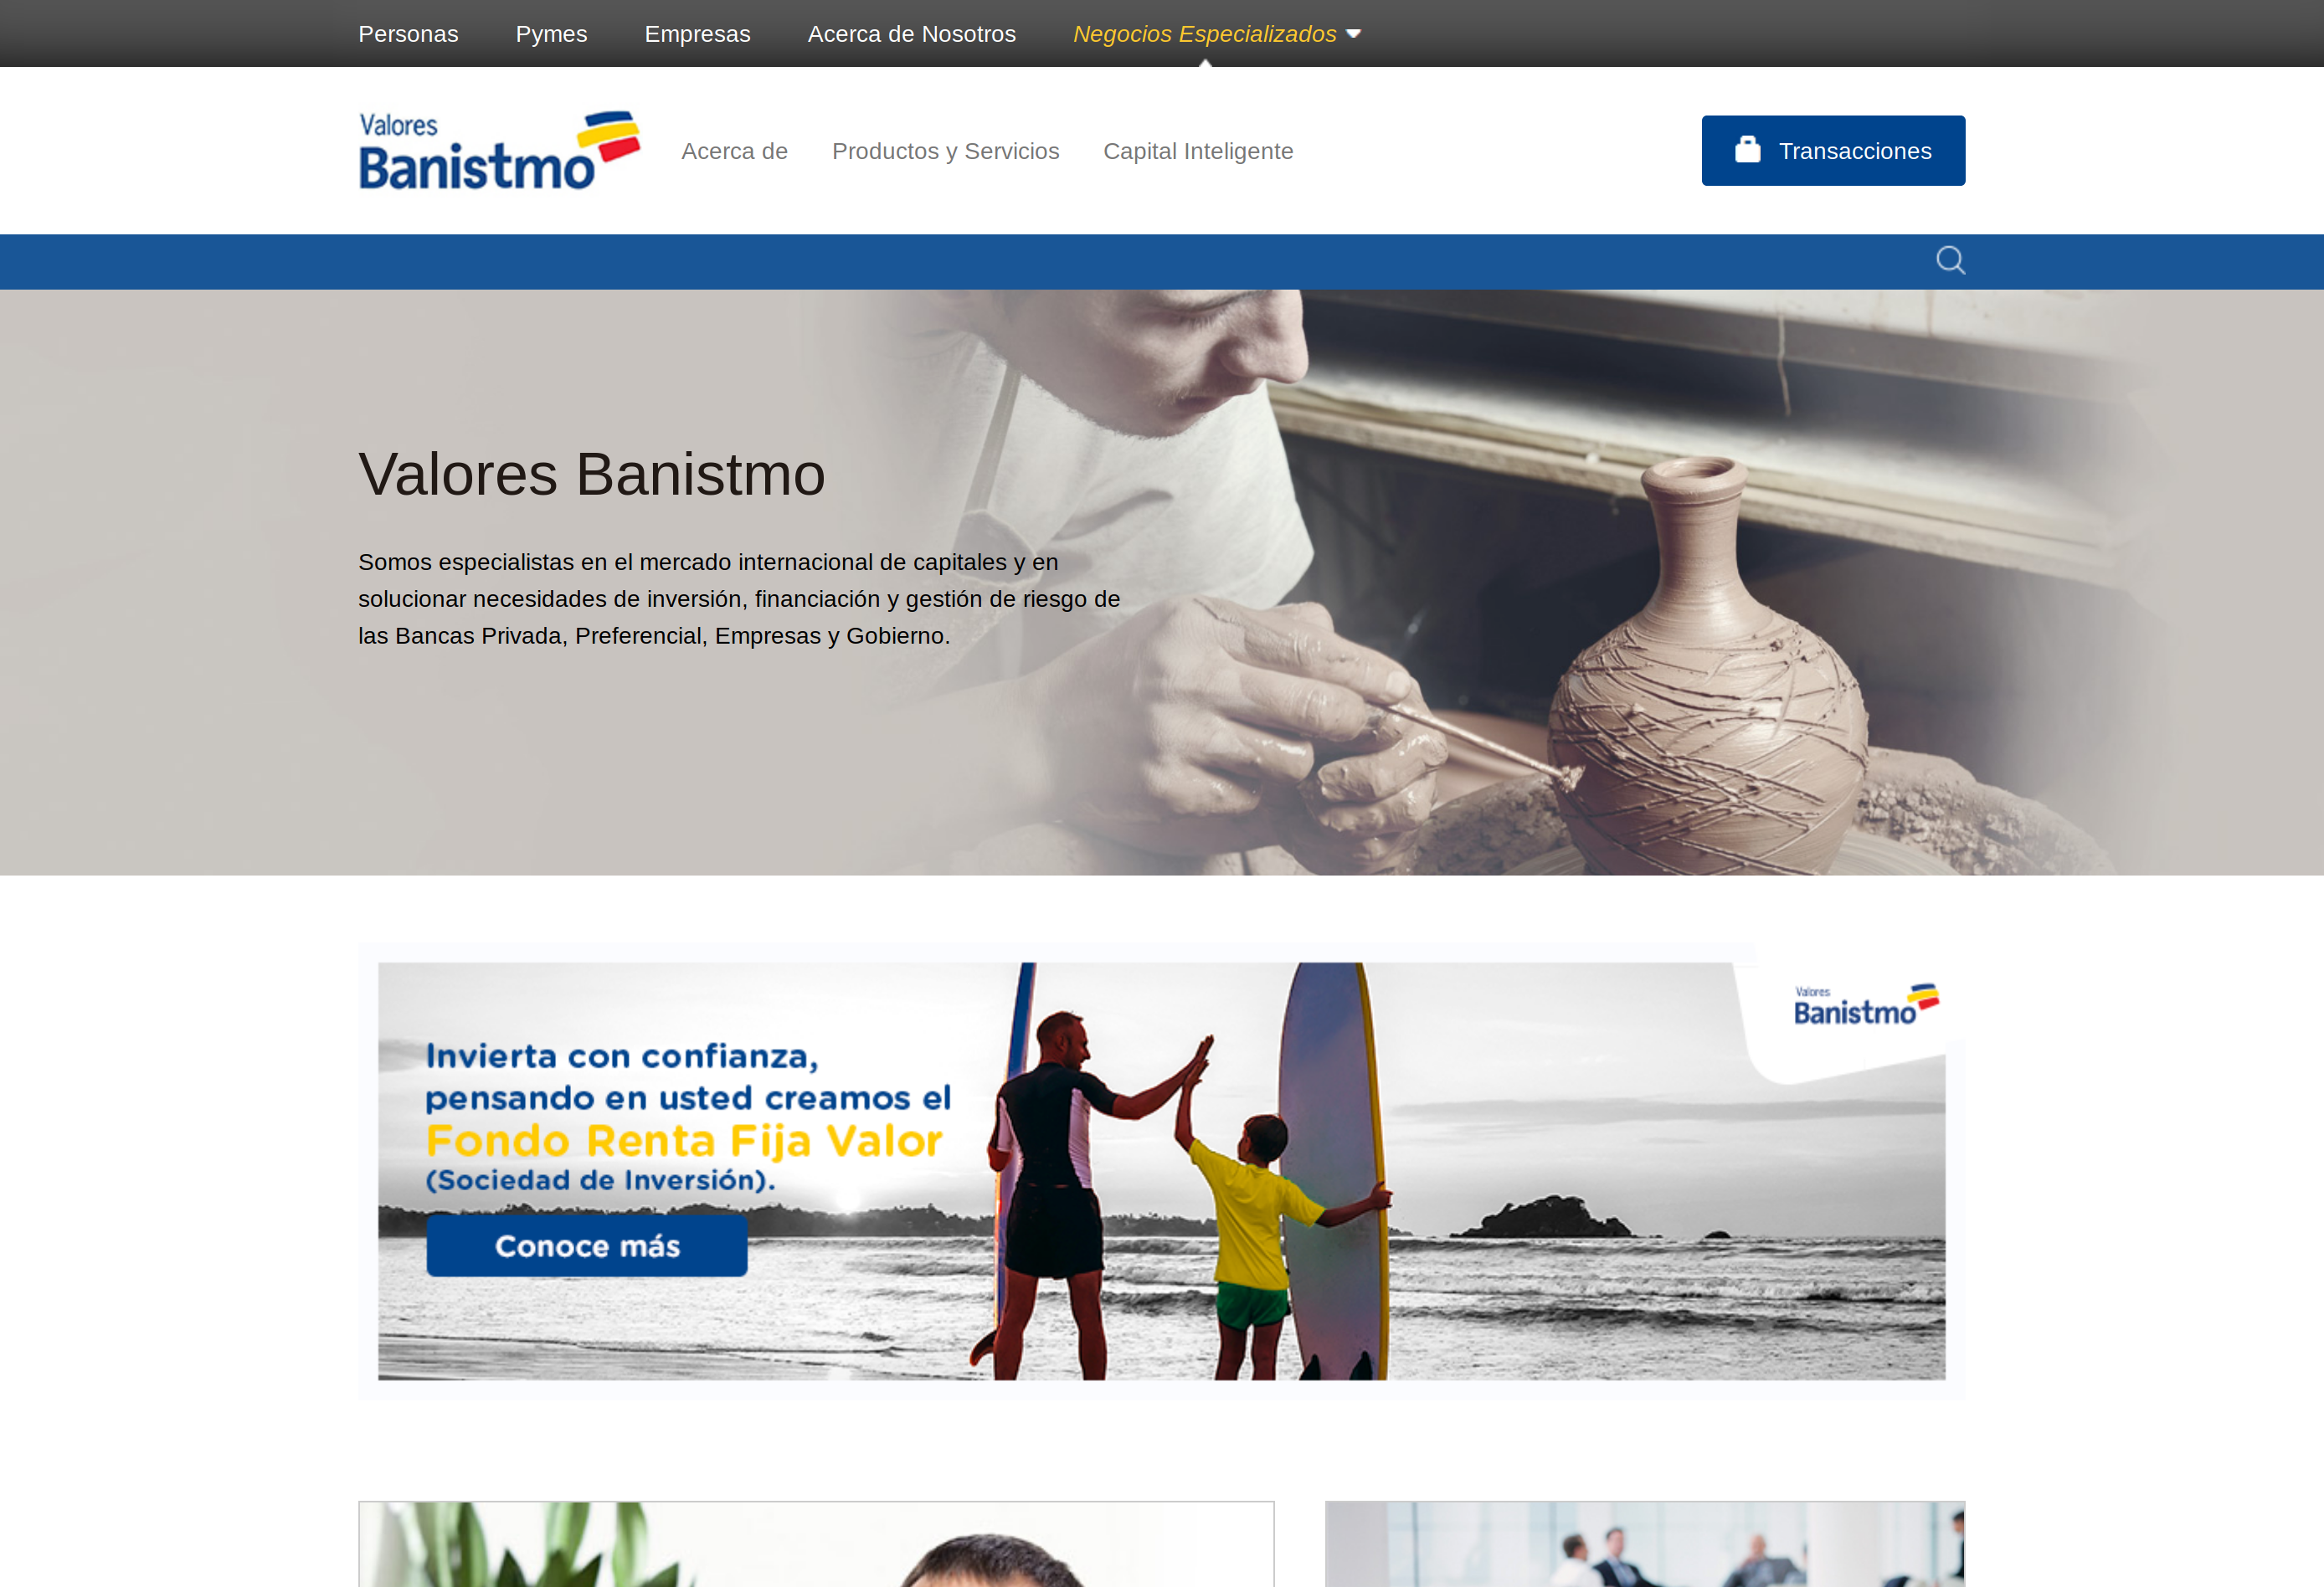 Personas
Pymes
Empresas
Acerca de Nosotros
Negocios Especializados
Valores
Banistmo
Acerca de
Productos y Servicios
Capital Inteligente
Transacciones
Valores Banistmo
Somos especialistas en el mercado internacional de capitales y en
solucionar necesidades de inversión, financiación y gestión de riesgo de
las Bancas Privada, Preferencial, Empresas y Gobierno.
Valores
Banistmo
Invierta con confianza,
pensando en usted creamos el
Fondo Renta Fija Valor
(Sociedad de Inversión).
Conoce más